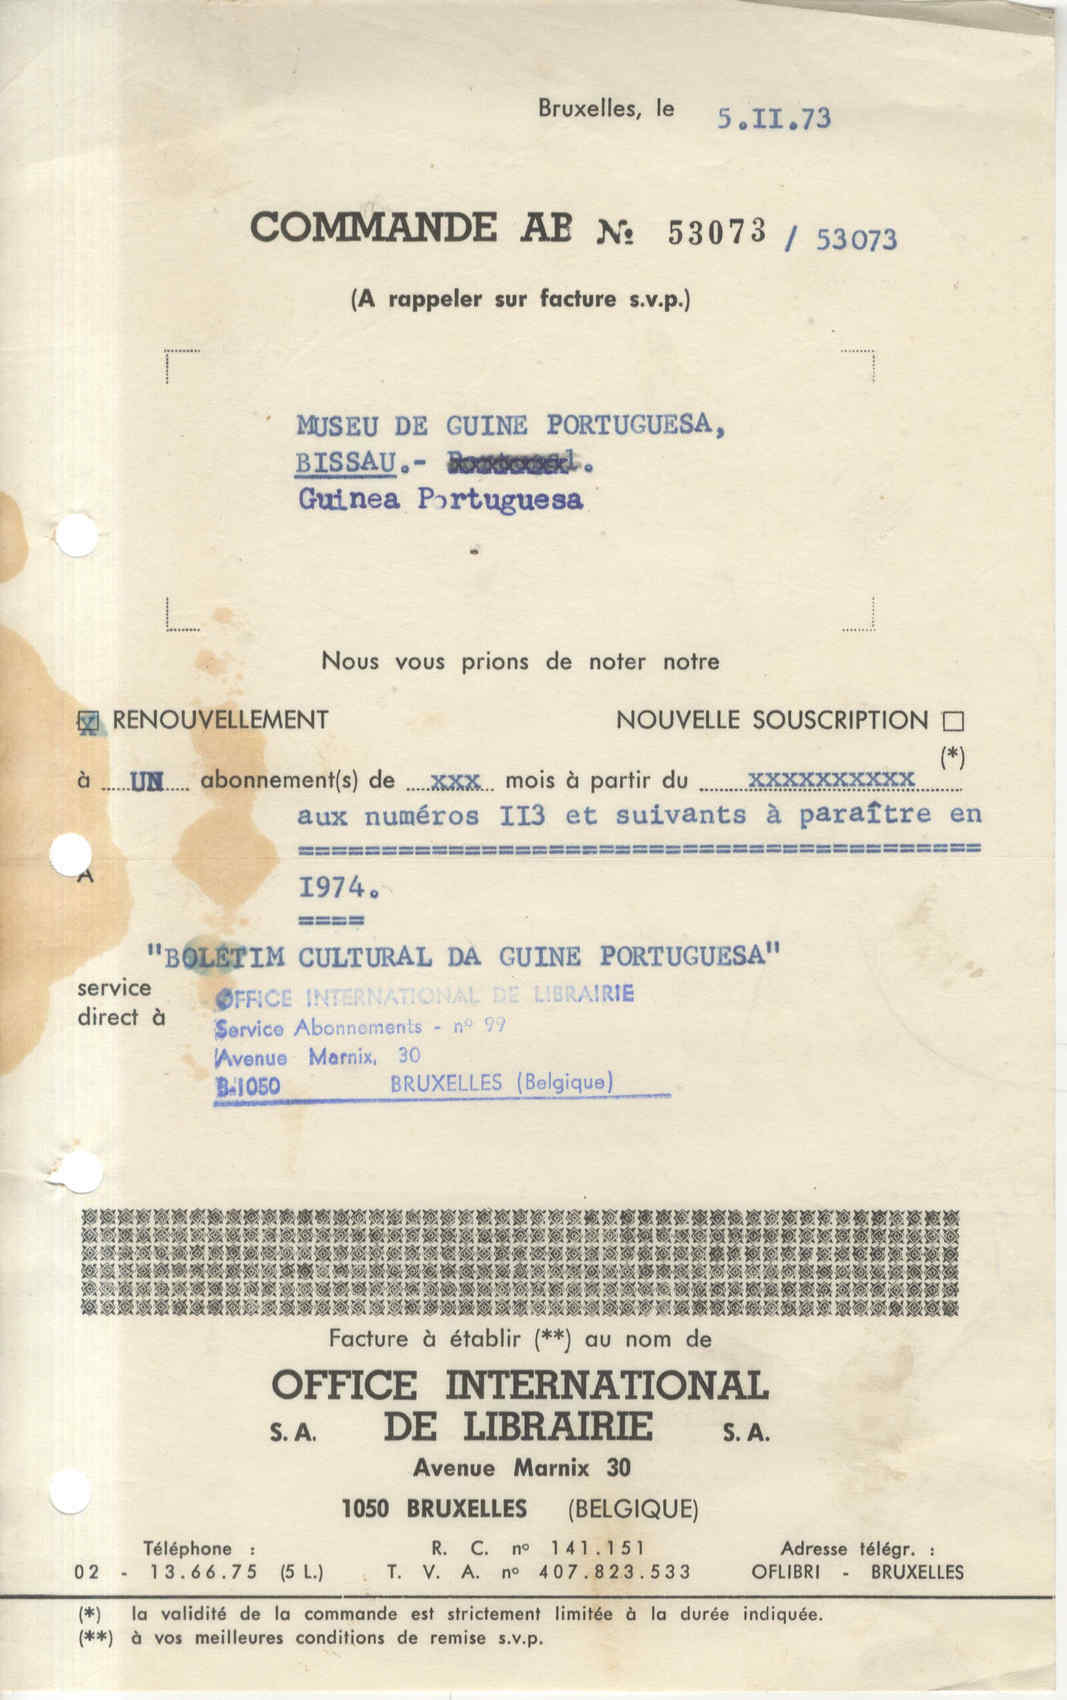 Bruxelles, le 5.II.73
COMMANDE AB № 53073 / 53073
(A rappeler sur facture s.v.p.)
MUSEU DE GUINE PORTUGUESA,
BISSAU.-
Guinea Portuguesa
Nous vous prions de noter notre
X RENOUVELLEMENT NOUVELLE SOUSCRIPTION
(*)
à .....UN..... abonnement(s) de ....xxx... mois à partir du ........xxxxxxxxxx........
aux numéros II3 et suivants à paraître en
=========================================
A
I974.
====
"BOLETIM CULTURAL DA GUINE PORTUGUESA"
service
direct à
OFFICE INTERNATIONAL DE LIBRAIRIE
Service Abonnements - nº 99
Avenue Marnix, 30
B-1050 BRUXELLES (Belgique)
Facture à établir (**) au nom de
OFFICE INTERNATIONAL
S.A. DE LIBRAIRIE S.A.
Avenue Marnix 30
1050 BRUXELLES (BELGIQUE)
Téléphone : R. C. nº 141.151 Adresse télégr. :
02 - 13.66.75 (5 L.) T. V. A. nº 407.823.533 OFLIBRI - BRUXELLES
(*) la validité de la commande est strictement limitée à la durée indiquée.
(**) à vos meilleures conditions de remise s.v.p.